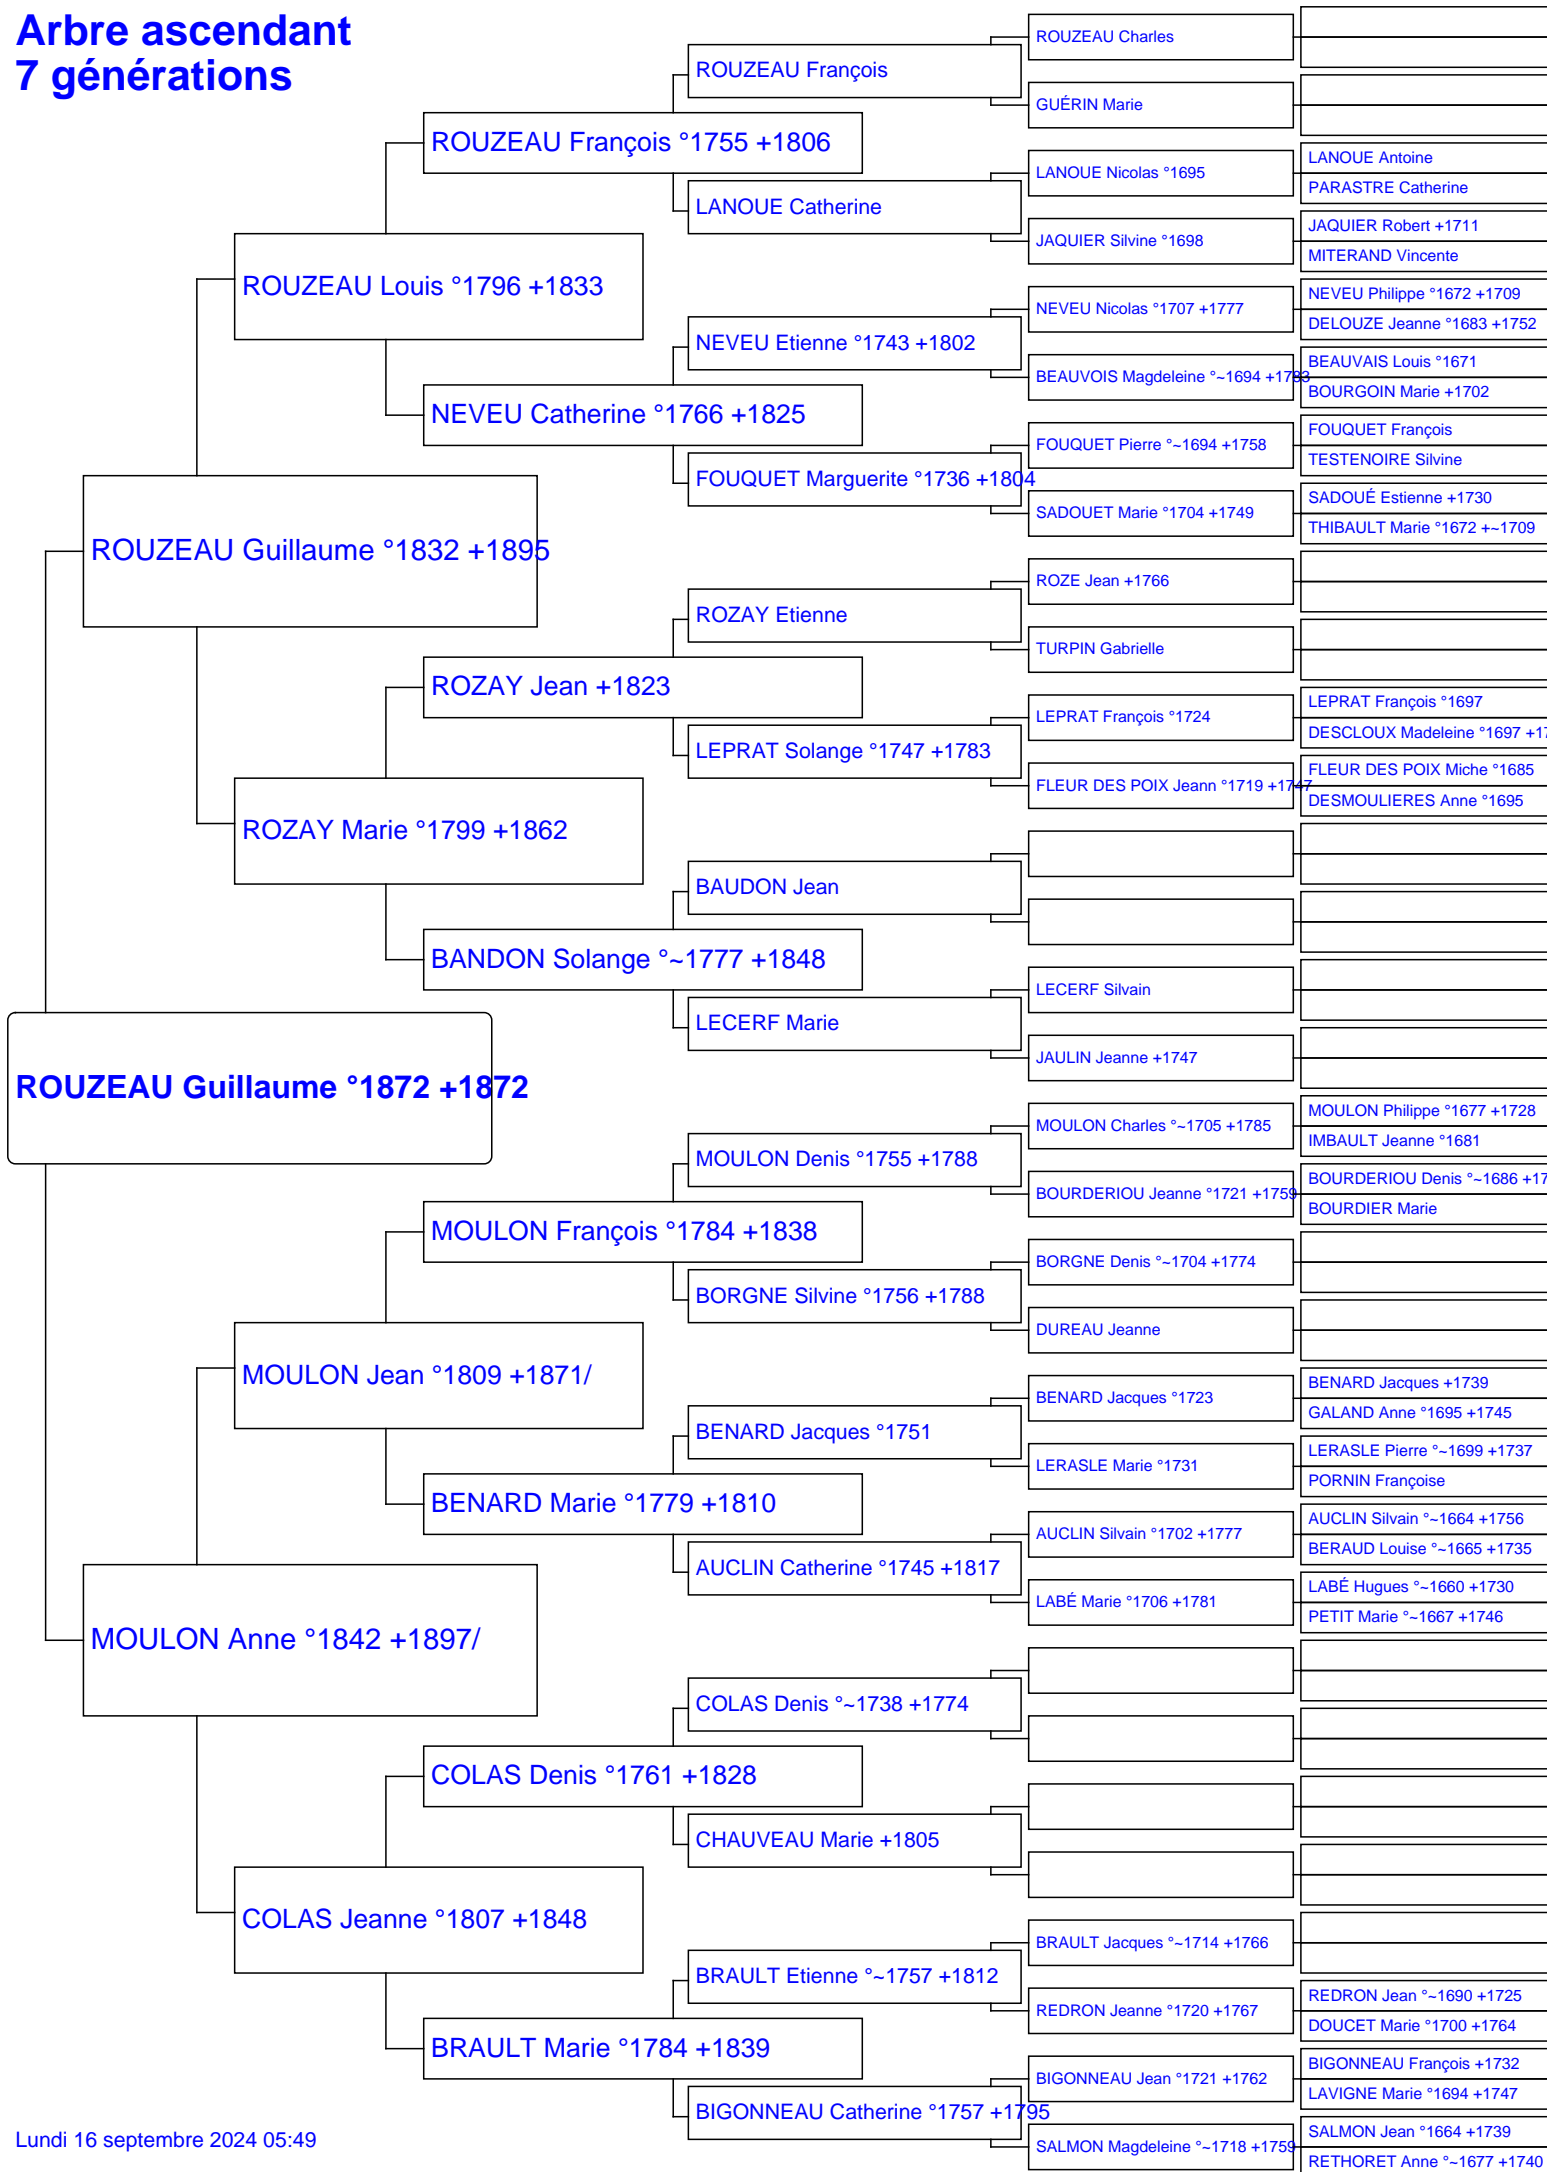 Arbre ascendant
7 générations
ROUZEAU Guillaume °1872 +1872
ROUZEAU Guillaume °1832 +1895
MOULON Anne °1842 +1897/
ROUZEAU Louis °1796 +1833
ROZAY Marie °1799 +1862
MOULON Jean °1809 +1871/
COLAS Jeanne °1807 +1848
ROUZEAU François °1755 +1806
NEVEU Catherine °1766 +1825
ROZAY Jean +1823
BANDON Solange °~1777 +1848
MOULON François °1784 +1838
BENARD Marie °1779 +1810
COLAS Denis °1761 +1828
BRAULT Marie °1784 +1839
ROUZEAU François
LANOUE Catherine
NEVEU Etienne °1743 +1802
FOUQUET Marguerite °1736 +1804
ROZAY Etienne
LEPRAT Solange °1747 +1783
BAUDON Jean
LECERF Marie
MOULON Denis °1755 +1788
BORGNE Silvine °1756 +1788
BENARD Jacques °1751
AUCLIN Catherine °1745 +1817
COLAS Denis °~1738 +1774
CHAUVEAU Marie +1805
BRAULT Etienne °~1757 +1812
BIGONNEAU Catherine °1757 +1795
ROUZEAU Charles
GUÉRIN Marie
LANOUE Nicolas °1695
JAQUIER Silvine °1698
NEVEU Nicolas °1707 +1777
BEAUVOIS Magdeleine °~1694 +1783
FOUQUET Pierre °~1694 +1758
SADOUET Marie °1704 +1749
ROZE Jean +1766
TURPIN Gabrielle
LEPRAT François °1724
FLEUR DES POIX Jeann °1719 +1747
LECERF Silvain
JAULIN Jeanne +1747
MOULON Charles °~1705 +1785
BOURDERIOU Jeanne °1721 +1759
BORGNE Denis °~1704 +1774
DUREAU Jeanne
BENARD Jacques °1723
LERASLE Marie °1731
AUCLIN Silvain °1702 +1777
LABÉ Marie °1706 +1781
BRAULT Jacques °~1714 +1766
REDRON Jeanne °1720 +1767
BIGONNEAU Jean °1721 +1762
SALMON Magdeleine °~1718 +1759
LANOUE Antoine
PARASTRE Catherine
JAQUIER Robert +1711
MITERAND Vincente
NEVEU Philippe °1672 +1709
DELOUZE Jeanne °1683 +1752
BEAUVAIS Louis °1671
BOURGOIN Marie +1702
FOUQUET François
TESTENOIRE Silvine
SADOUÉ Estienne +1730
THIBAULT Marie °1672 +~1709
LEPRAT François °1697
DESCLOUX Madeleine °1697 +17
FLEUR DES POIX Miche °1685
DESMOULIERES Anne °1695
MOULON Philippe °1677 +1728
IMBAULT Jeanne °1681
BOURDERIOU Denis °~1686 +17
BOURDIER Marie
BENARD Jacques +1739
GALAND Anne °1695 +1745
LERASLE Pierre °~1699 +1737
PORNIN Françoise
AUCLIN Silvain °~1664 +1756
BERAUD Louise °~1665 +1735
LABÉ Hugues °~1660 +1730
PETIT Marie °~1667 +1746
REDRON Jean °~1690 +1725
DOUCET Marie °1700 +1764
BIGONNEAU François +1732
LAVIGNE Marie °1694 +1747
SALMON Jean °1664 +1739
RETHORET Anne °~1677 +1740
Lundi 16 septembre 2024 05:49